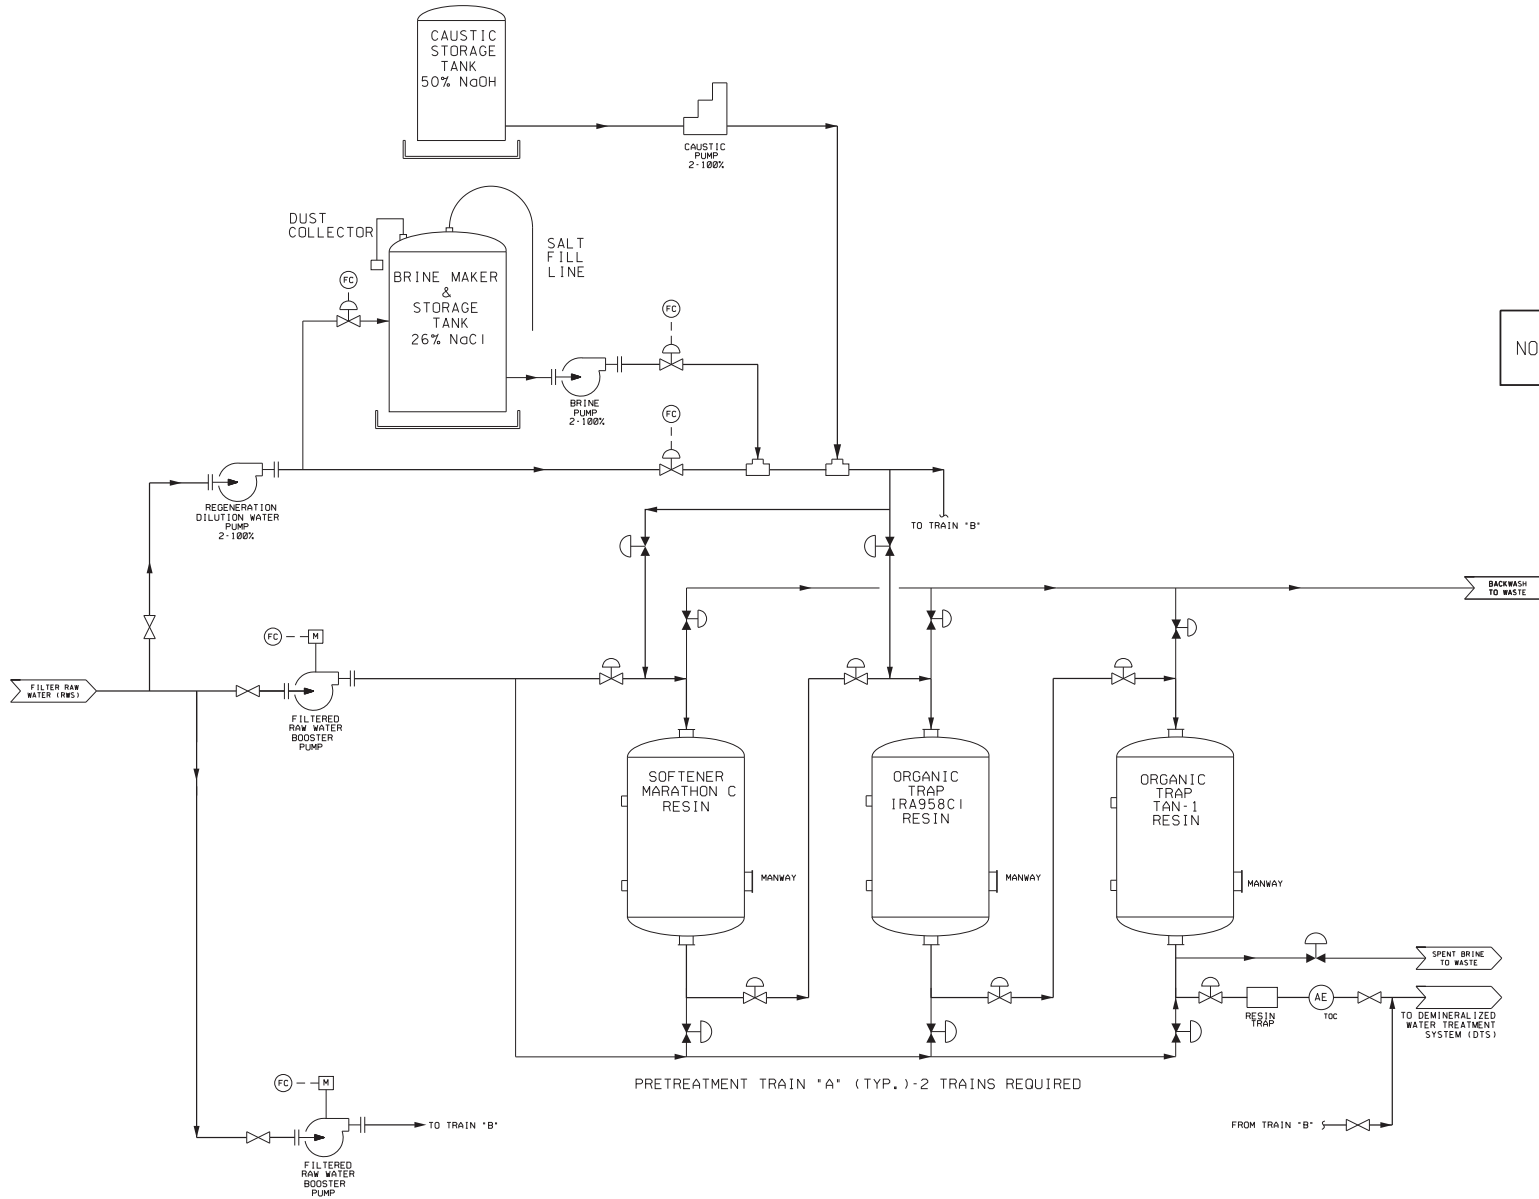 CAUSTIC
STORAGE
TANK
50% NaOH
CAUSTIC
PUMP
2-100%
DUST
COLLECTOR
SALT
FILL
LINE
FC
BRINE MAKER
&
STORAGE
TANK
26% NaCl
FC
BRINE
PUMP
2-100%
FC
NO
REGENERATION
DILUTION WATER
PUMP
2-100%
TO TRAIN "B"
BACKWASH
TO WASTE
FC
M
FILTER RAW
WATER (RWS)
FILTERED
RAW WATER
BOOSTER
PUMP
SOFTENER
MARATHON C
RESIN
MANWAY
ORGANIC
TRAP
IRA958Cl
RESIN
MANWAY
ORGANIC
TRAP
TAN-1
RESIN
MANWAY
SPENT BRINE
TO WASTE
RESIN
TRAP
AE
TOC
TO DEMINERALIZED
WATER TREATMENT
SYSTEM (DTS)
PRETREATMENT TRAIN "A" (TYP.)-2 TRAINS REQUIRED
FC
M
TO TRAIN "B"
FROM TRAIN "B"
FILTERED
RAW WATER
BOOSTER
PUMP